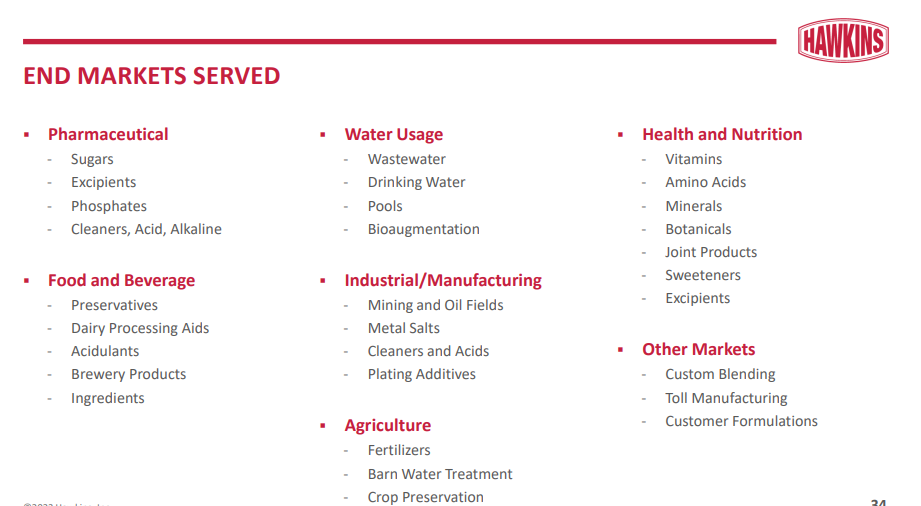 HAWKINS
END MARKETS SERVED
▪ Pharmaceutical
- Sugars
- Excipients
- Phosphates
- Cleaners, Acid, Alkaline
▪ Food and Beverage
- Preservatives
- Dairy Processing Aids
- Acidulants
- Brewery Products
- Ingredients
▪ Water Usage
- Wastewater
- Drinking Water
- Pools
- Bioaugmentation
▪ Industrial/Manufacturing
- Mining and Oil Fields
- Metal Salts
- Cleaners and Acids
- Plating Additives
▪ Agriculture
- Fertilizers
- Barn Water Treatment
- Crop Preservation
▪ Health and Nutrition
- Vitamins
- Amino Acids
- Minerals
- Botanicals
- Joint Products
- Sweeteners
- Excipients
▪ Other Markets
- Custom Blending
- Toll Manufacturing
- Customer Formulations
34